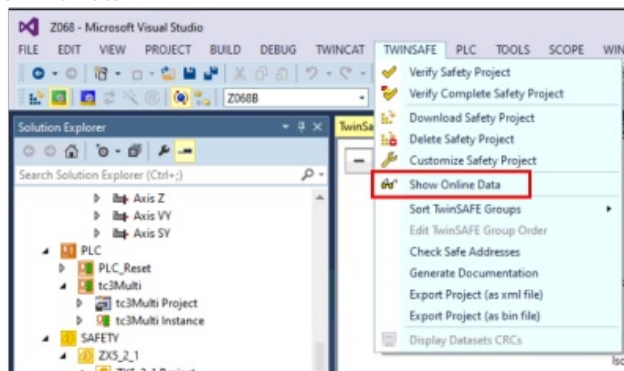 Z068 - Microsoft Visual Studio
FILE EDIT VIEW PROJECT BUILD DEBUG TWINCAT TWINSAFE PLC TOOLS SCOPE WIN
Z068B
Verify Safety Project
Verify Complete Safety Project
Download Safety Project
Delete Safety Project
Customize Safety Project
Show Online Data
Sort TwinSAFE Groups
Edit TwinSAFE Group Order
Check Safe Addresses
Generate Documentation
Export Project (as xml file)
Export Project (as bin file)
Display Datasets CRCs
Solution Explorer
TwinSa
Search Solution Explorer (Ctrl+;)
Axis Z
Axis VY
Axis SY
PLC
PLC_Reset
tc3Multi
tc3Multi Project
tc3Multi Instance
SAFETY
ZX5_2_1